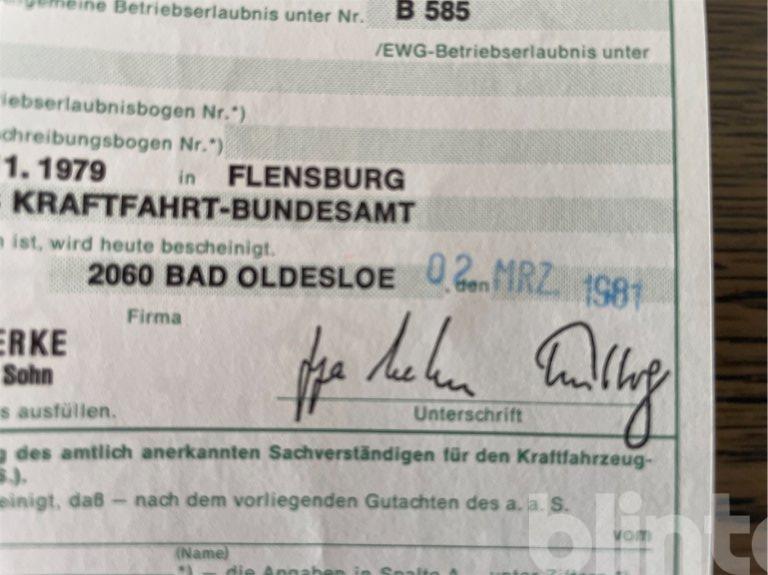 gemeine Betriebserlaubnis unter Nr. B 585
/EWG-Betriebserlaubnis unter
iebserlaubnisbogen Nr.*)
chreibungsbogen Nr.*)
1. 1979 in FLENSBURG
KRAFTFAHRT-BUNDESAMT
ist, wird heute bescheinigt.
2060 BAD OLDESLOE, den 02. MRZ. 1981
Firma
ERKE
Sohn
s ausfüllen.
Unterschrift
g des amtlich anerkannten Sachverständigen für den Kraftfahrzeug-
S.).
einigt, daß – nach dem vorliegenden Gutachten des a. a. S.
vom
(Name)
*) – die Angaben in Spalte A
blinto